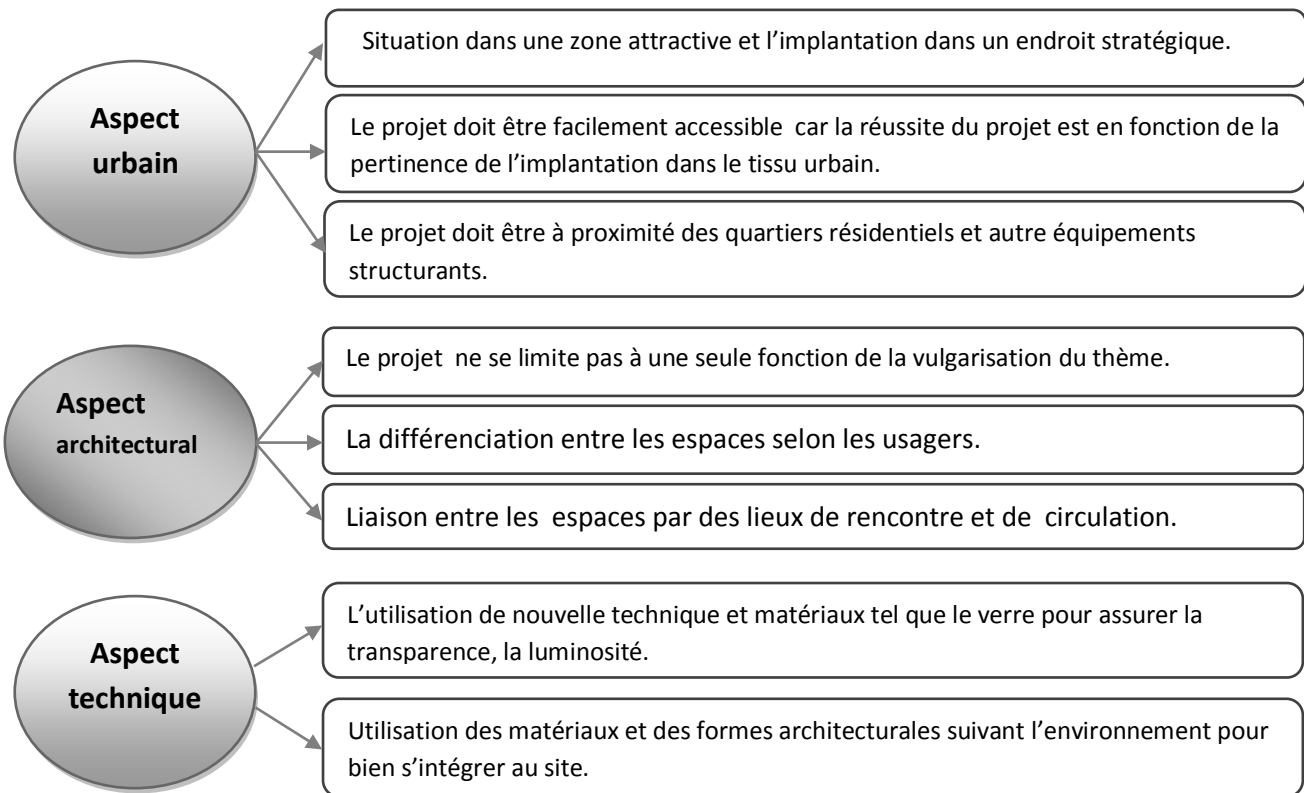 Aspect
urbain
Situation dans une zone attractive et l’implantation dans un endroit stratégique.
Le projet doit être facilement accessible car la réussite du projet est en fonction de la
pertinence de l’implantation dans le tissu urbain.
Le projet doit être à proximité des quartiers résidentiels et autre équipements
structurants.
Aspect
architectural
Le projet ne se limite pas à une seule fonction de la vulgarisation du thème.
La différenciation entre les espaces selon les usagers.
Liaison entre les espaces par des lieux de rencontre et de circulation.
Aspect
technique
L’utilisation de nouvelle technique et matériaux tel que le verre pour assurer la
transparence, la luminosité.
Utilisation des matériaux et des formes architecturales suivant l’environnement pour
bien s’intégrer au site.